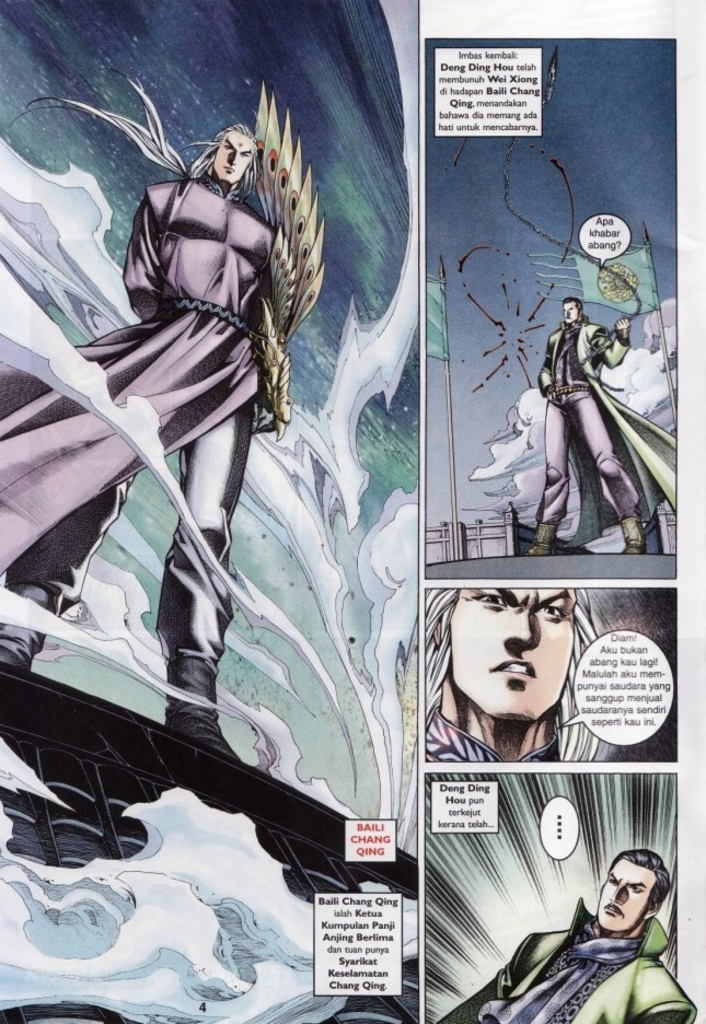 BAILI
CHANG
QING
Baili Chang Qing
ialah Ketua
Kumpulan Panji
Anjing Berlima
dan tuan punya
Syarikat
Keselamatan
Chang Qing.
4
Imbas kembali:
Deng Ding Hou telah
membunuh Wei Xiong
di hadapan Baili Chang
Qing, menandakan
bahawa dia memang ada
hati untuk mencabarnya.
Apa
khabar
abang?
Diam!
Aku bukan
abang kau lagi!
Malulah aku mem-
punyai saudara yang
sanggup menjual
saudaranya sendiri
seperti kau ini.
Deng Ding
Hou pun
terkejut
kerana telah...
....